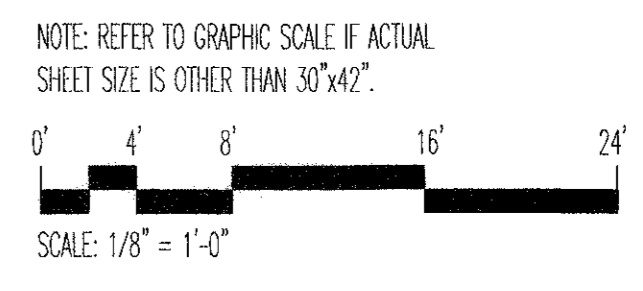 NOTE: REFER TO GRAPHIC SCALE IF ACTUAL
SHEET SIZE IS OTHER THAN 30"x42".
0' 4' 8' 16' 24'
SCALE: 1/8" = 1'-0"